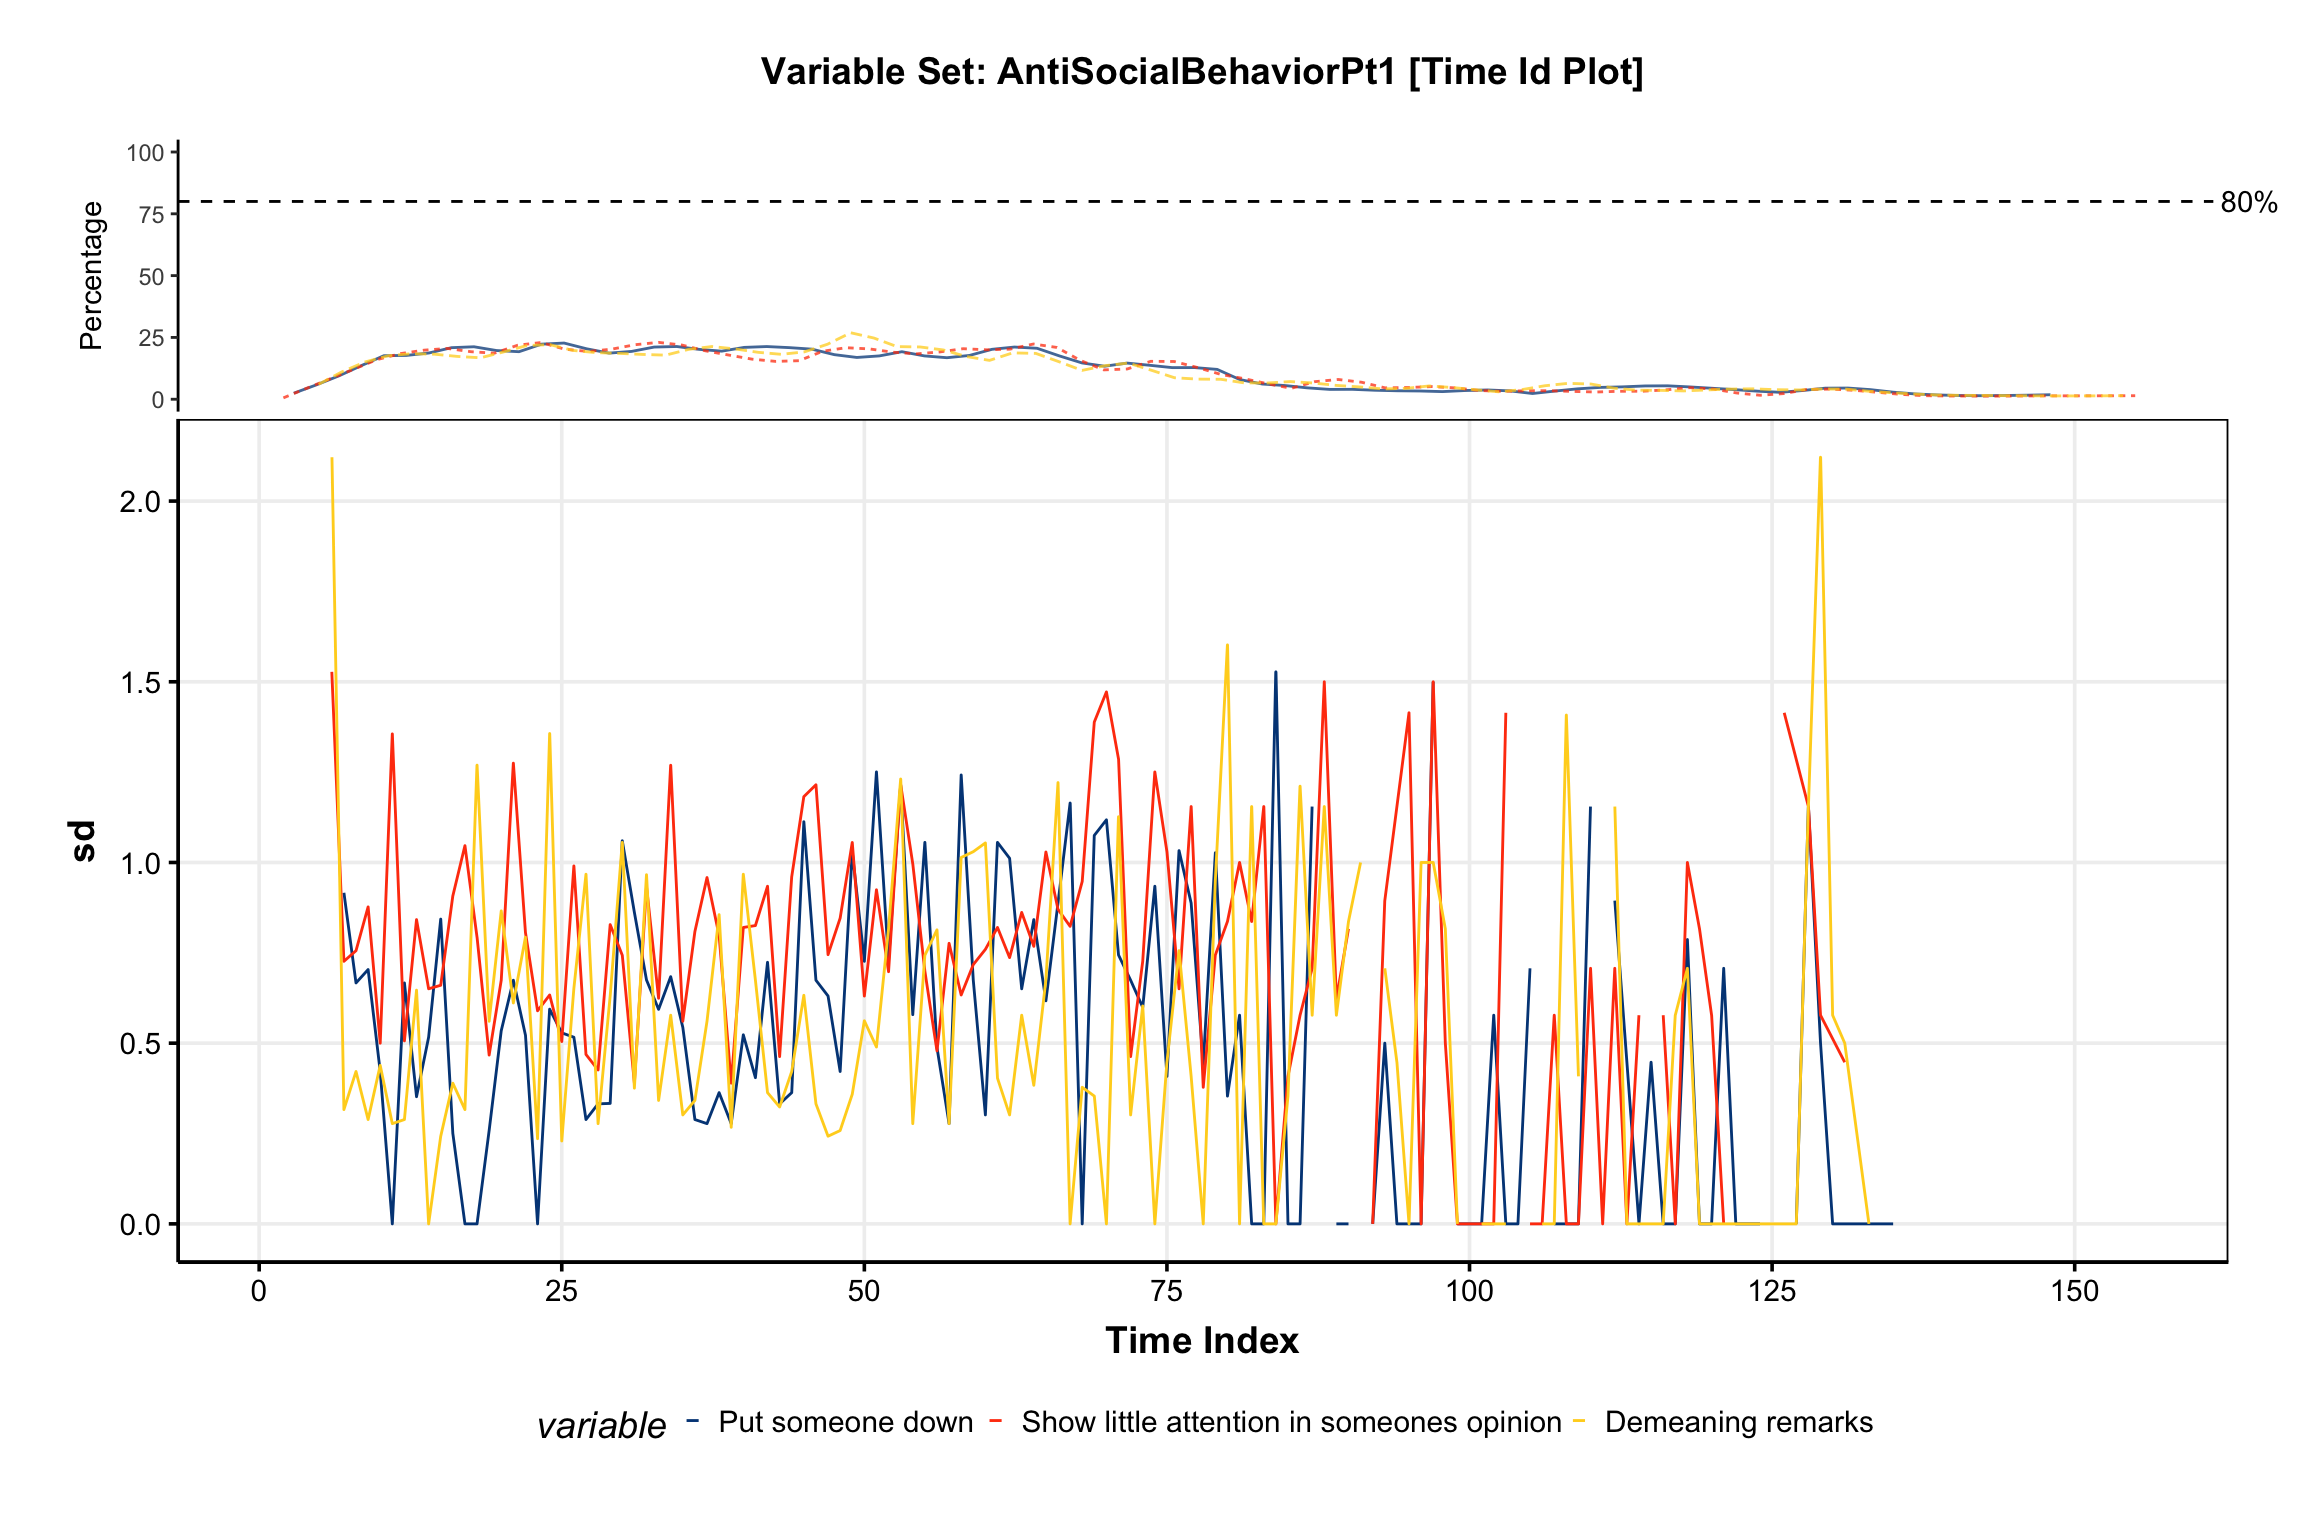 Variable Set: AntiSocialBehaviorPt1 [Time Id Plot]
Percentage
100
75
50
25
0
80%
sd
2.0
1.5
1.0
0.5
0.0
0 25 50 75 100 125 150
Time Index
variable Put someone down Show little attention in someones opinion Demeaning remarks